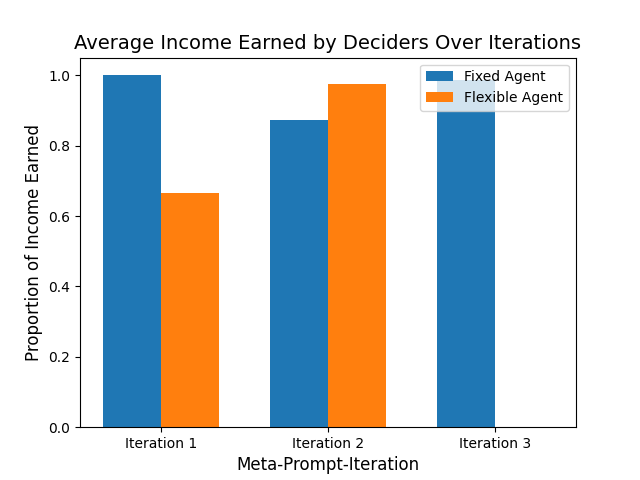 Average Income Earned by Deciders Over Iterations
Fixed Agent
Flexible Agent
Proportion of Income Earned
1.0
0.8
0.6
0.4
0.2
0.0
Iteration 1
Iteration 2
Iteration 3
Meta-Prompt-Iteration